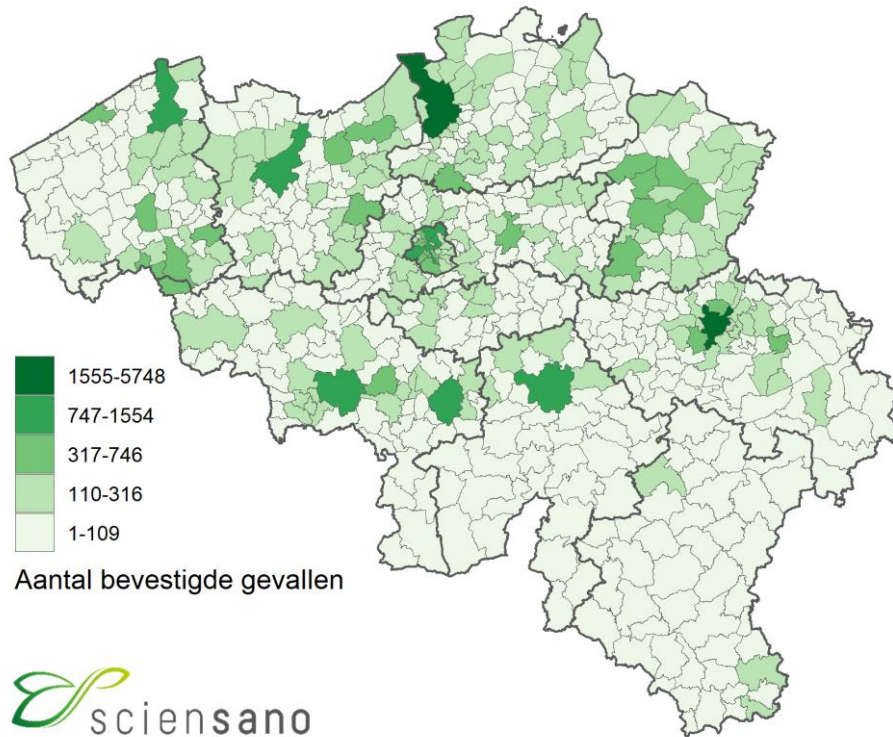 1555-5748
747-1554
317-746
110-316
1-109
Aantal bevestigde gevallen
sciensano